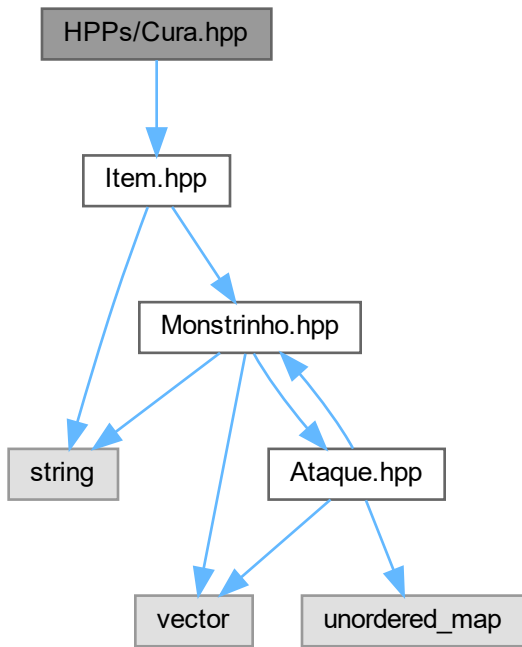 HPPs/Cura.hpp
Item.hpp
Monstrinho.hpp
string
Ataque.hpp
vector
unordered_map